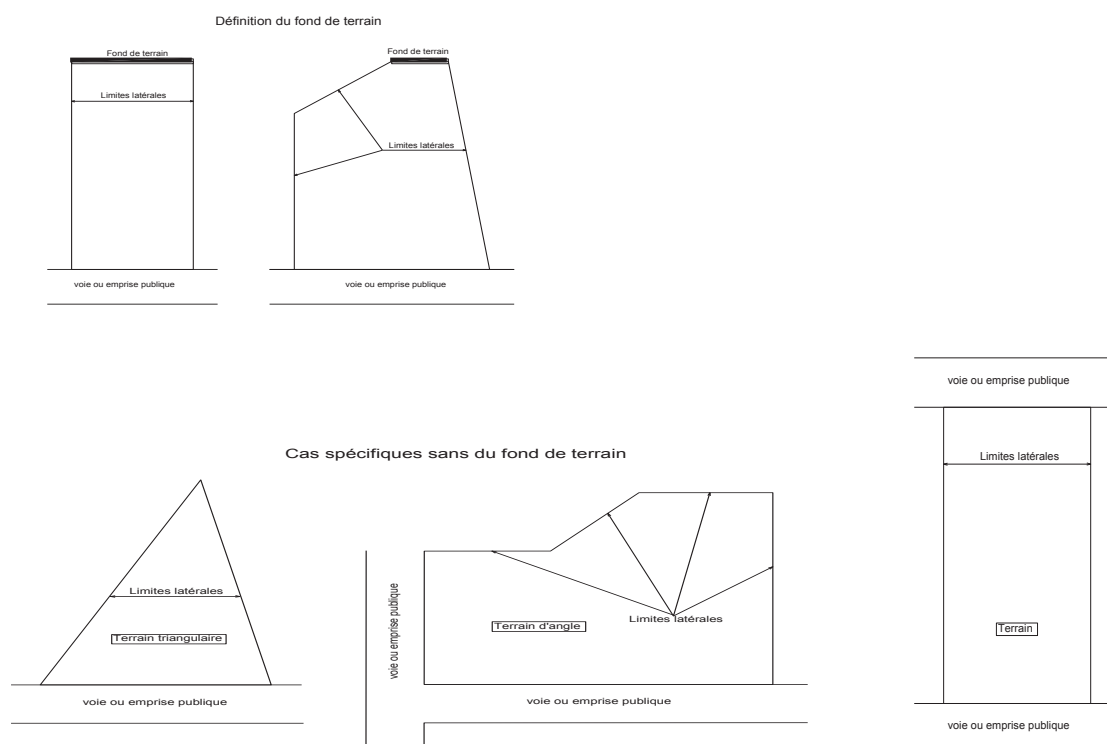 Définition du fond de terrain
Fond de terrain
Limites latérales
voie ou emprise publique
Fond de terrain
Limites latérales
voie ou emprise publique
Cas spécifiques sans du fond de terrain
Limites latérales
Terrain triangulaire
voie ou emprise publique
voie ou emprise publique
Terrain d'angle
Limites latérales
voie ou emprise publique
voie ou emprise publique
Limites latérales
Terrain
voie ou emprise publique